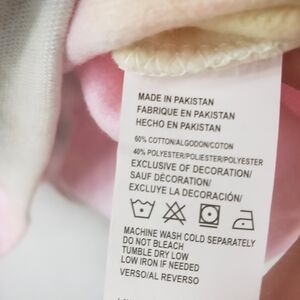 MADE IN PAKISTAN
FABRIQUE EN PAKISTAN
HECHO EN PAKISTAN
60% COTTON/ALGODON/COTON
40% POLYESTER/POLIESTER/POLYESTER
EXCLUSIVE OF DECORATION/
SAUF DÉCORATION/
EXCLUYE LA DECORACIÓN/
MACHINE WASH COLD SEPARATELY
DO NOT BLEACH
TUMBLE DRY LOW
LOW IRON IF NEEDED
VERSO/AL REVERSO